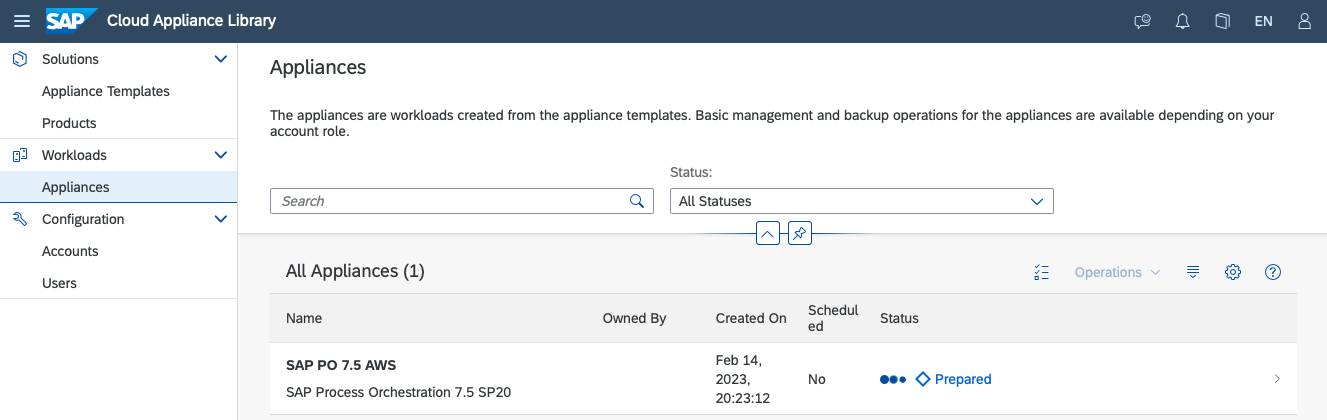 SAP Cloud Appliance Library
EN
Solutions
Appliance Templates
Products
Workloads
Appliances
Configuration
Accounts
Users
Appliances
The appliances are workloads created from the appliance templates. Basic management and backup operations for the appliances are available depending on your
account role.
Status:
Search
All Statuses
All Appliances (1)
Operations
Name
Owned By
Created On
Schedul
ed
Status
SAP PO 7.5 AWS
SAP Process Orchestration 7.5 SP20
Feb 14,
2023,
20:23:12
No
Prepared